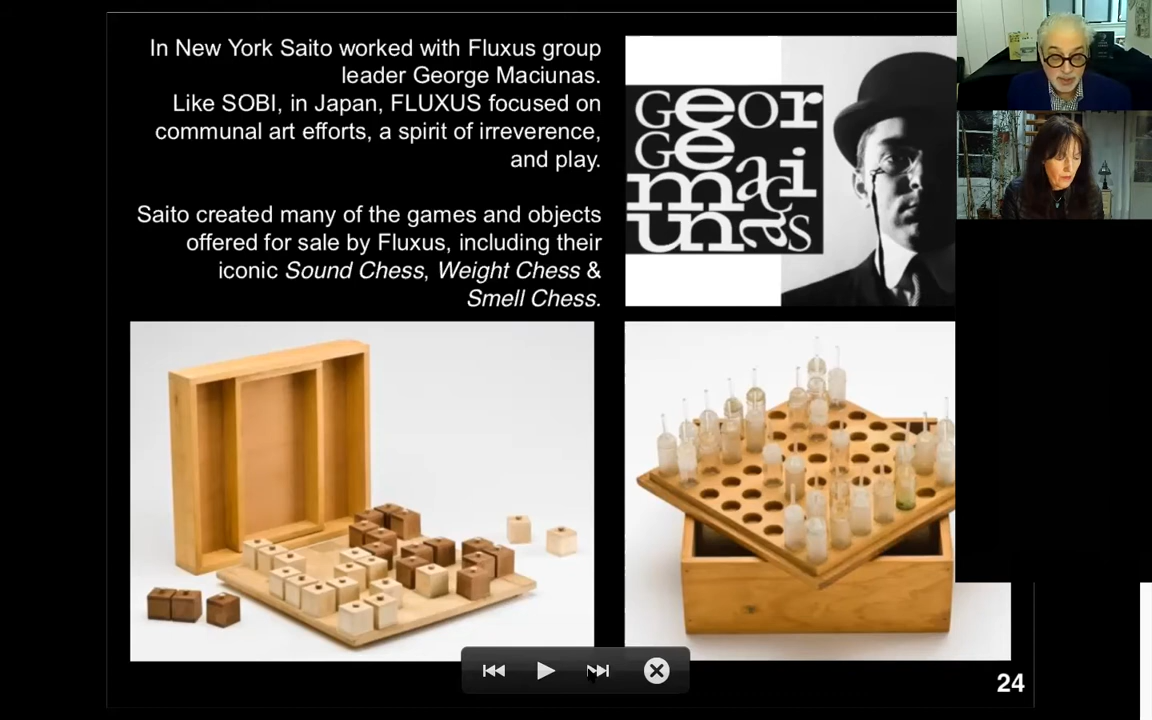 In New York Saito worked with Fluxus group
leader George Maciunas.
Like SOBI, in Japan, FLUXUS focused on
communal art efforts, a spirit of irreverence,
and play.
Saito created many of the games and objects
offered for sale by Fluxus, including their
iconic Sound Chess, Weight Chess &
Smell Chess.
GeOr
Ge
maci
unas
24